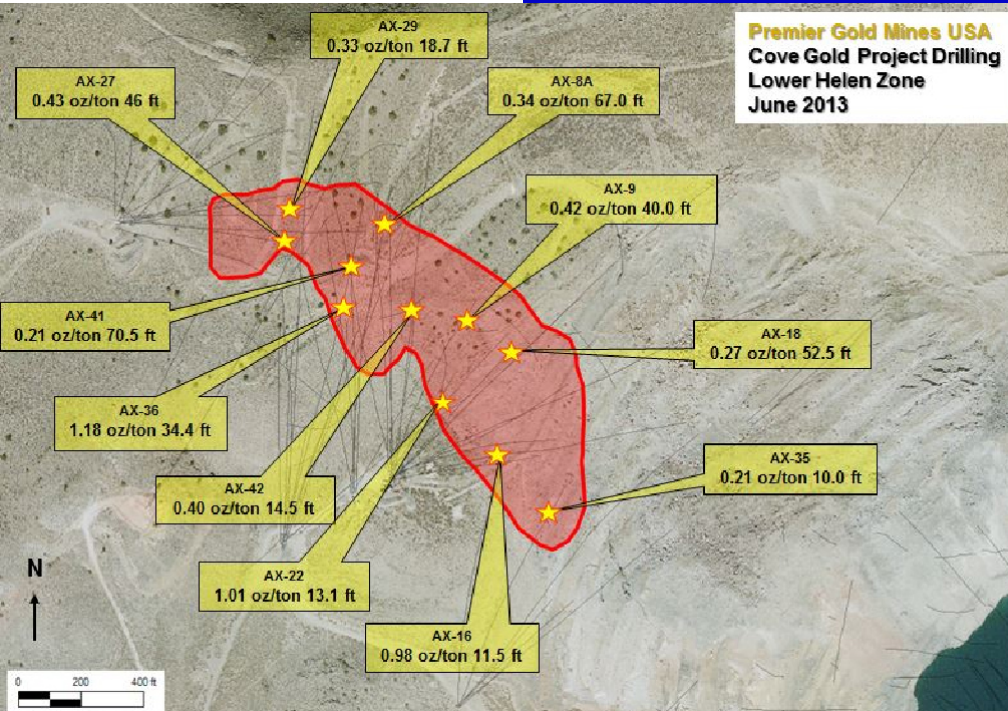 Premier Gold Mines USA
Cove Gold Project Drilling
Lower Helen Zone
June 2013
AX-29
0.33 oz/ton 18.7 ft
AX-27
0.43 oz/ton 46 ft
AX-8A
0.34 oz/ton 67.0 ft
AX-9
0.42 oz/ton 40.0 ft
AX-41
0.21 oz/ton 70.5 ft
AX-18
0.27 oz/ton 52.5 ft
AX-36
1.18 oz/ton 34.4 ft
AX-35
0.21 oz/ton 10.0 ft
AX-42
0.40 oz/ton 14.5 ft
AX-22
1.01 oz/ton 13.1 ft
AX-16
0.98 oz/ton 11.5 ft
N
0 200 400 ft